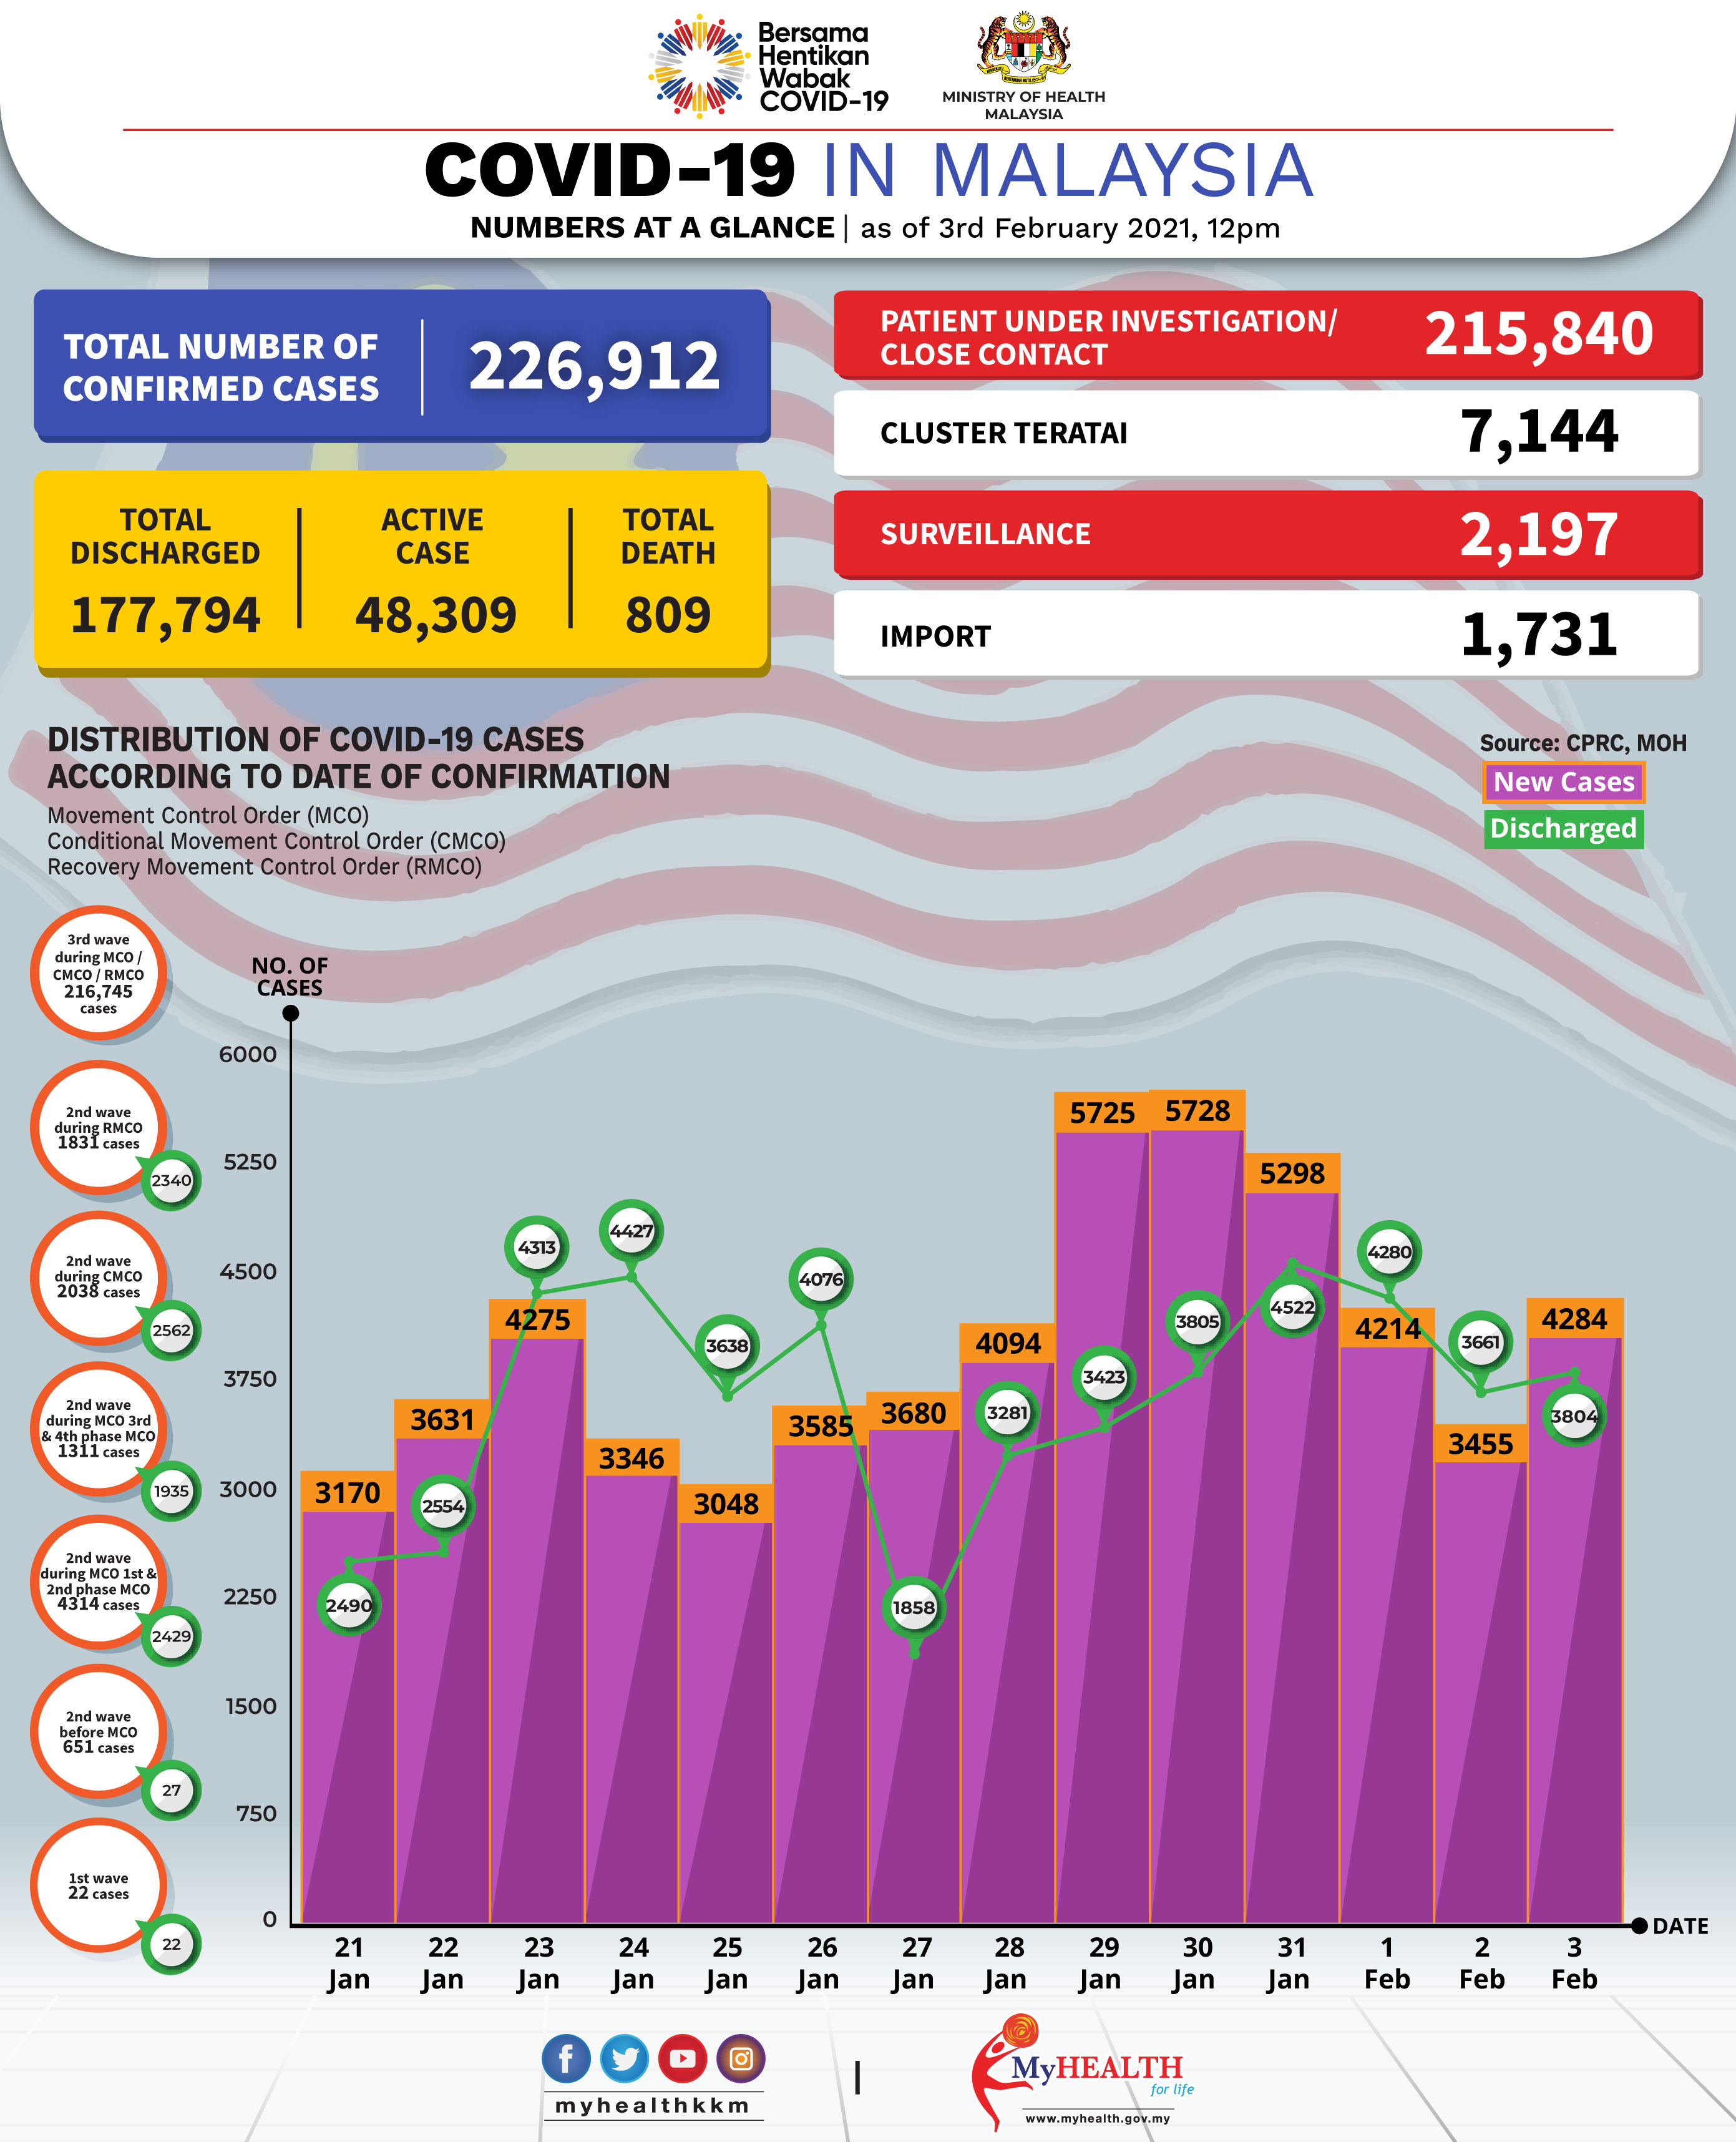 Bersama
Hentikan
Wabak
COVID-19
MINISTRY OF HEALTH
MALAYSIA
COVID-19 IN MALAYSIA
NUMBERS AT A GLANCE | as of 3rd February 2021, 12pm
TOTAL NUMBER OF
CONFIRMED CASES
226,912
TOTAL
DISCHARGED
177,794
ACTIVE
CASE
48,309
TOTAL
DEATH
809
PATIENT UNDER INVESTIGATION/
CLOSE CONTACT
215,840
CLUSTER TERATAI
7,144
SURVEILLANCE
2,197
IMPORT
1,731
DISTRIBUTION OF COVID-19 CASES
ACCORDING TO DATE OF CONFIRMATION
Movement Control Order (MCO)
Conditional Movement Control Order (CMCO)
Recovery Movement Control Order (RMCO)
Source: CPRC, MOH
New Cases
Discharged
3rd wave
during MCO /
CMCO / RMCO
216,745
cases
2nd wave
during RMCO
1831 cases
2340
2nd wave
during CMCO
2038 cases
2562
2nd wave
during MCO 3rd
& 4th phase MCO
1311 cases
1935
2nd wave
during MCO 1st &
2nd phase MCO
4314 cases
2429
2nd wave
before MCO
651 cases
27
1st wave
22 cases
22
NO. OF
CASES
6000
5250
4500
3750
3000
2250
1500
750
0
3170
3631
4275
3346
3048
3585
3680
4094
5725
5728
5298
4214
3455
4284
2490
2554
4313
4427
3638
4076
1858
3281
3423
3805
4522
4280
3661
3804
21 Jan
22 Jan
23 Jan
24 Jan
25 Jan
26 Jan
27 Jan
28 Jan
29 Jan
30 Jan
31 Jan
1 Feb
2 Feb
3 Feb
DATE
myhealthkkm
MyHEALTH
for life
www.myhealth.gov.my